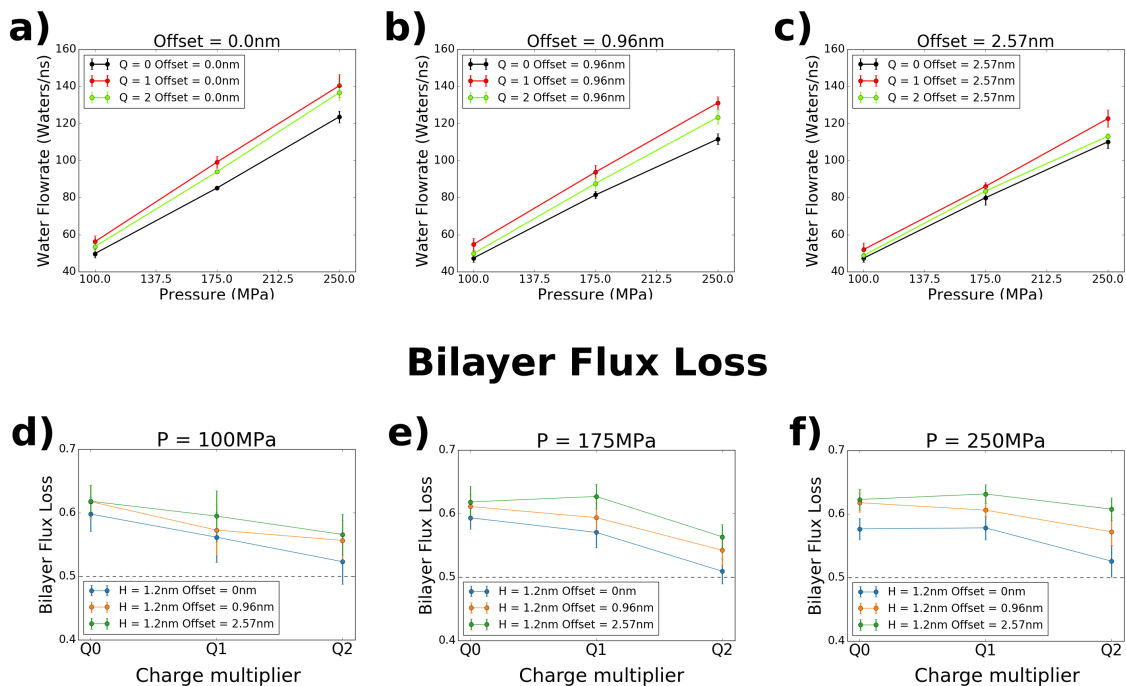 a)
Offset = 0.0nm
Water Flowrate (Waters/ns)
160
140
120
100
80
60
40
Q = 0 Offset = 0.0nm
Q = 1 Offset = 0.0nm
Q = 2 Offset = 0.0nm
100.0 137.5 175.0 212.5 250.0
Pressure (MPa)
b)
Offset = 0.96nm
Water Flowrate (Waters/ns)
160
140
120
100
80
60
40
Q = 0 Offset = 0.96nm
Q = 1 Offset = 0.96nm
Q = 2 Offset = 0.96nm
100.0 137.5 175.0 212.5 250.0
Pressure (MPa)
c)
Offset = 2.57nm
Water Flowrate (Waters/ns)
160
140
120
100
80
60
40
Q = 0 Offset = 2.57nm
Q = 1 Offset = 2.57nm
Q = 2 Offset = 2.57nm
100.0 137.5 175.0 212.5 250.0
Pressure (MPa)
Bilayer Flux Loss
d)
P = 100MPa
Bilayer Flux Loss
0.7
0.6
0.5
0.4
H = 1.2nm Offset = 0nm
H = 1.2nm Offset = 0.96nm
H = 1.2nm Offset = 2.57nm
Q0 Q1 Q2
Charge multiplier
e)
P = 175MPa
Bilayer Flux Loss
0.7
0.6
0.5
0.4
H = 1.2nm Offset = 0nm
H = 1.2nm Offset = 0.96nm
H = 1.2nm Offset = 2.57nm
Q0 Q1 Q2
Charge multiplier
f)
P = 250MPa
Bilayer Flux Loss
0.7
0.6
0.5
0.4
H = 1.2nm Offset = 0nm
H = 1.2nm Offset = 0.96nm
H = 1.2nm Offset = 2.57nm
Q0 Q1 Q2
Charge multiplier